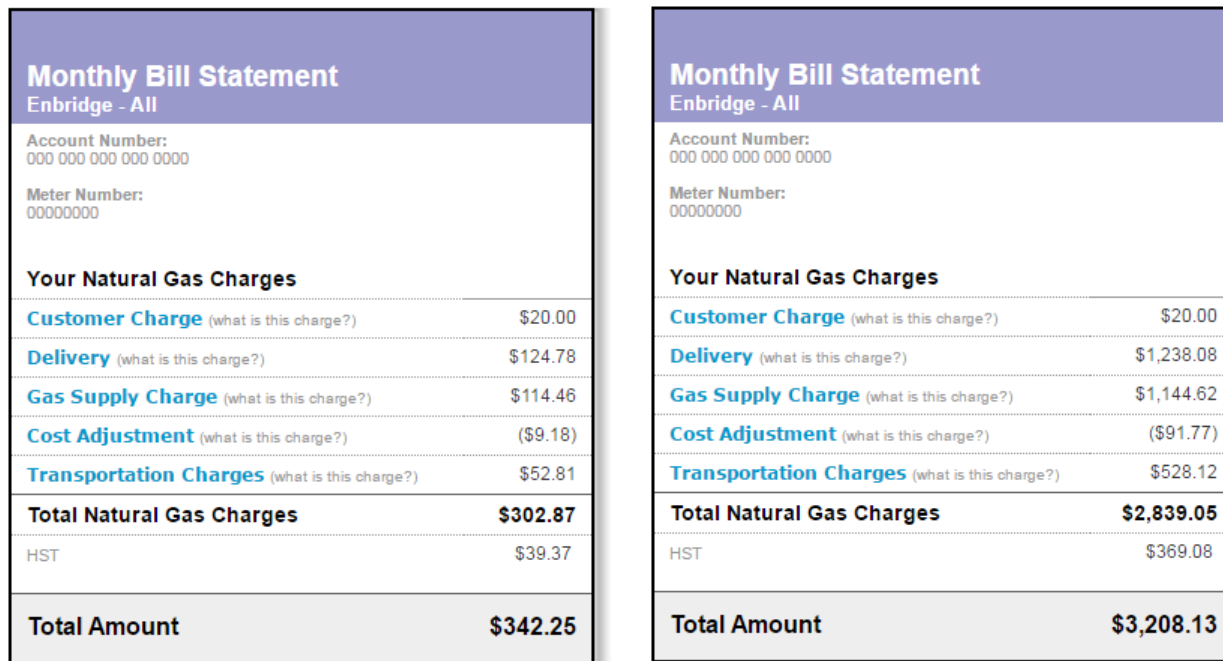 Monthly Bill Statement
Enbridge - All
Account Number:
000 000 000 000 0000
Meter Number:
00000000
Your Natural Gas Charges
Customer Charge (what is this charge?) $20.00
Delivery (what is this charge?) $124.78
Gas Supply Charge (what is this charge?) $114.46
Cost Adjustment (what is this charge?) ($9.18)
Transportation Charges (what is this charge?) $52.81
Total Natural Gas Charges $302.87
HST $39.37
Total Amount $342.25
Monthly Bill Statement
Enbridge - All
Account Number:
000 000 000 000 0000
Meter Number:
00000000
Your Natural Gas Charges
Customer Charge (what is this charge?) $20.00
Delivery (what is this charge?) $1,238.08
Gas Supply Charge (what is this charge?) $1,144.62
Cost Adjustment (what is this charge?) ($91.77)
Transportation Charges (what is this charge?) $528.12
Total Natural Gas Charges $2,839.05
HST $369.08
Total Amount $3,208.13